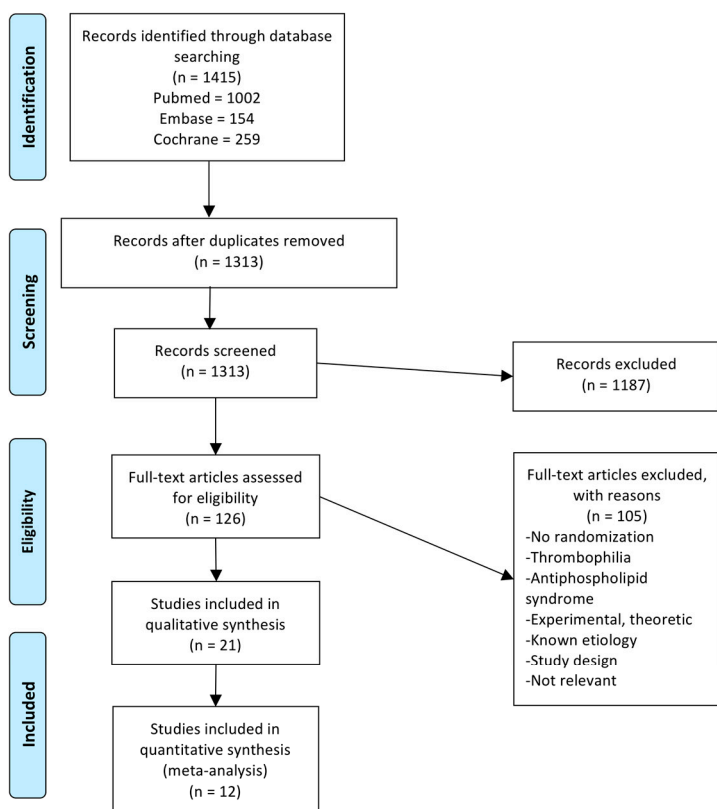 Identification
Records identified through database
searching
(n = 1415)
Pubmed = 1002
Embase = 154
Cochrane = 259
Screening
Records after duplicates removed
(n = 1313)
Records screened
(n = 1313)
Records excluded
(n = 1187)
Eligibility
Full-text articles assessed
for eligibility
(n = 126)
Full-text articles excluded,
with reasons
(n = 105)
-No randomization
-Thrombophilia
-Antiphospholipid
syndrome
-Experimental, theoretic
-Known etiology
-Study design
-Not relevant
Studies included in
qualitative synthesis
(n = 21)
Included
Studies included in
quantitative synthesis
(meta-analysis)
(n = 12)